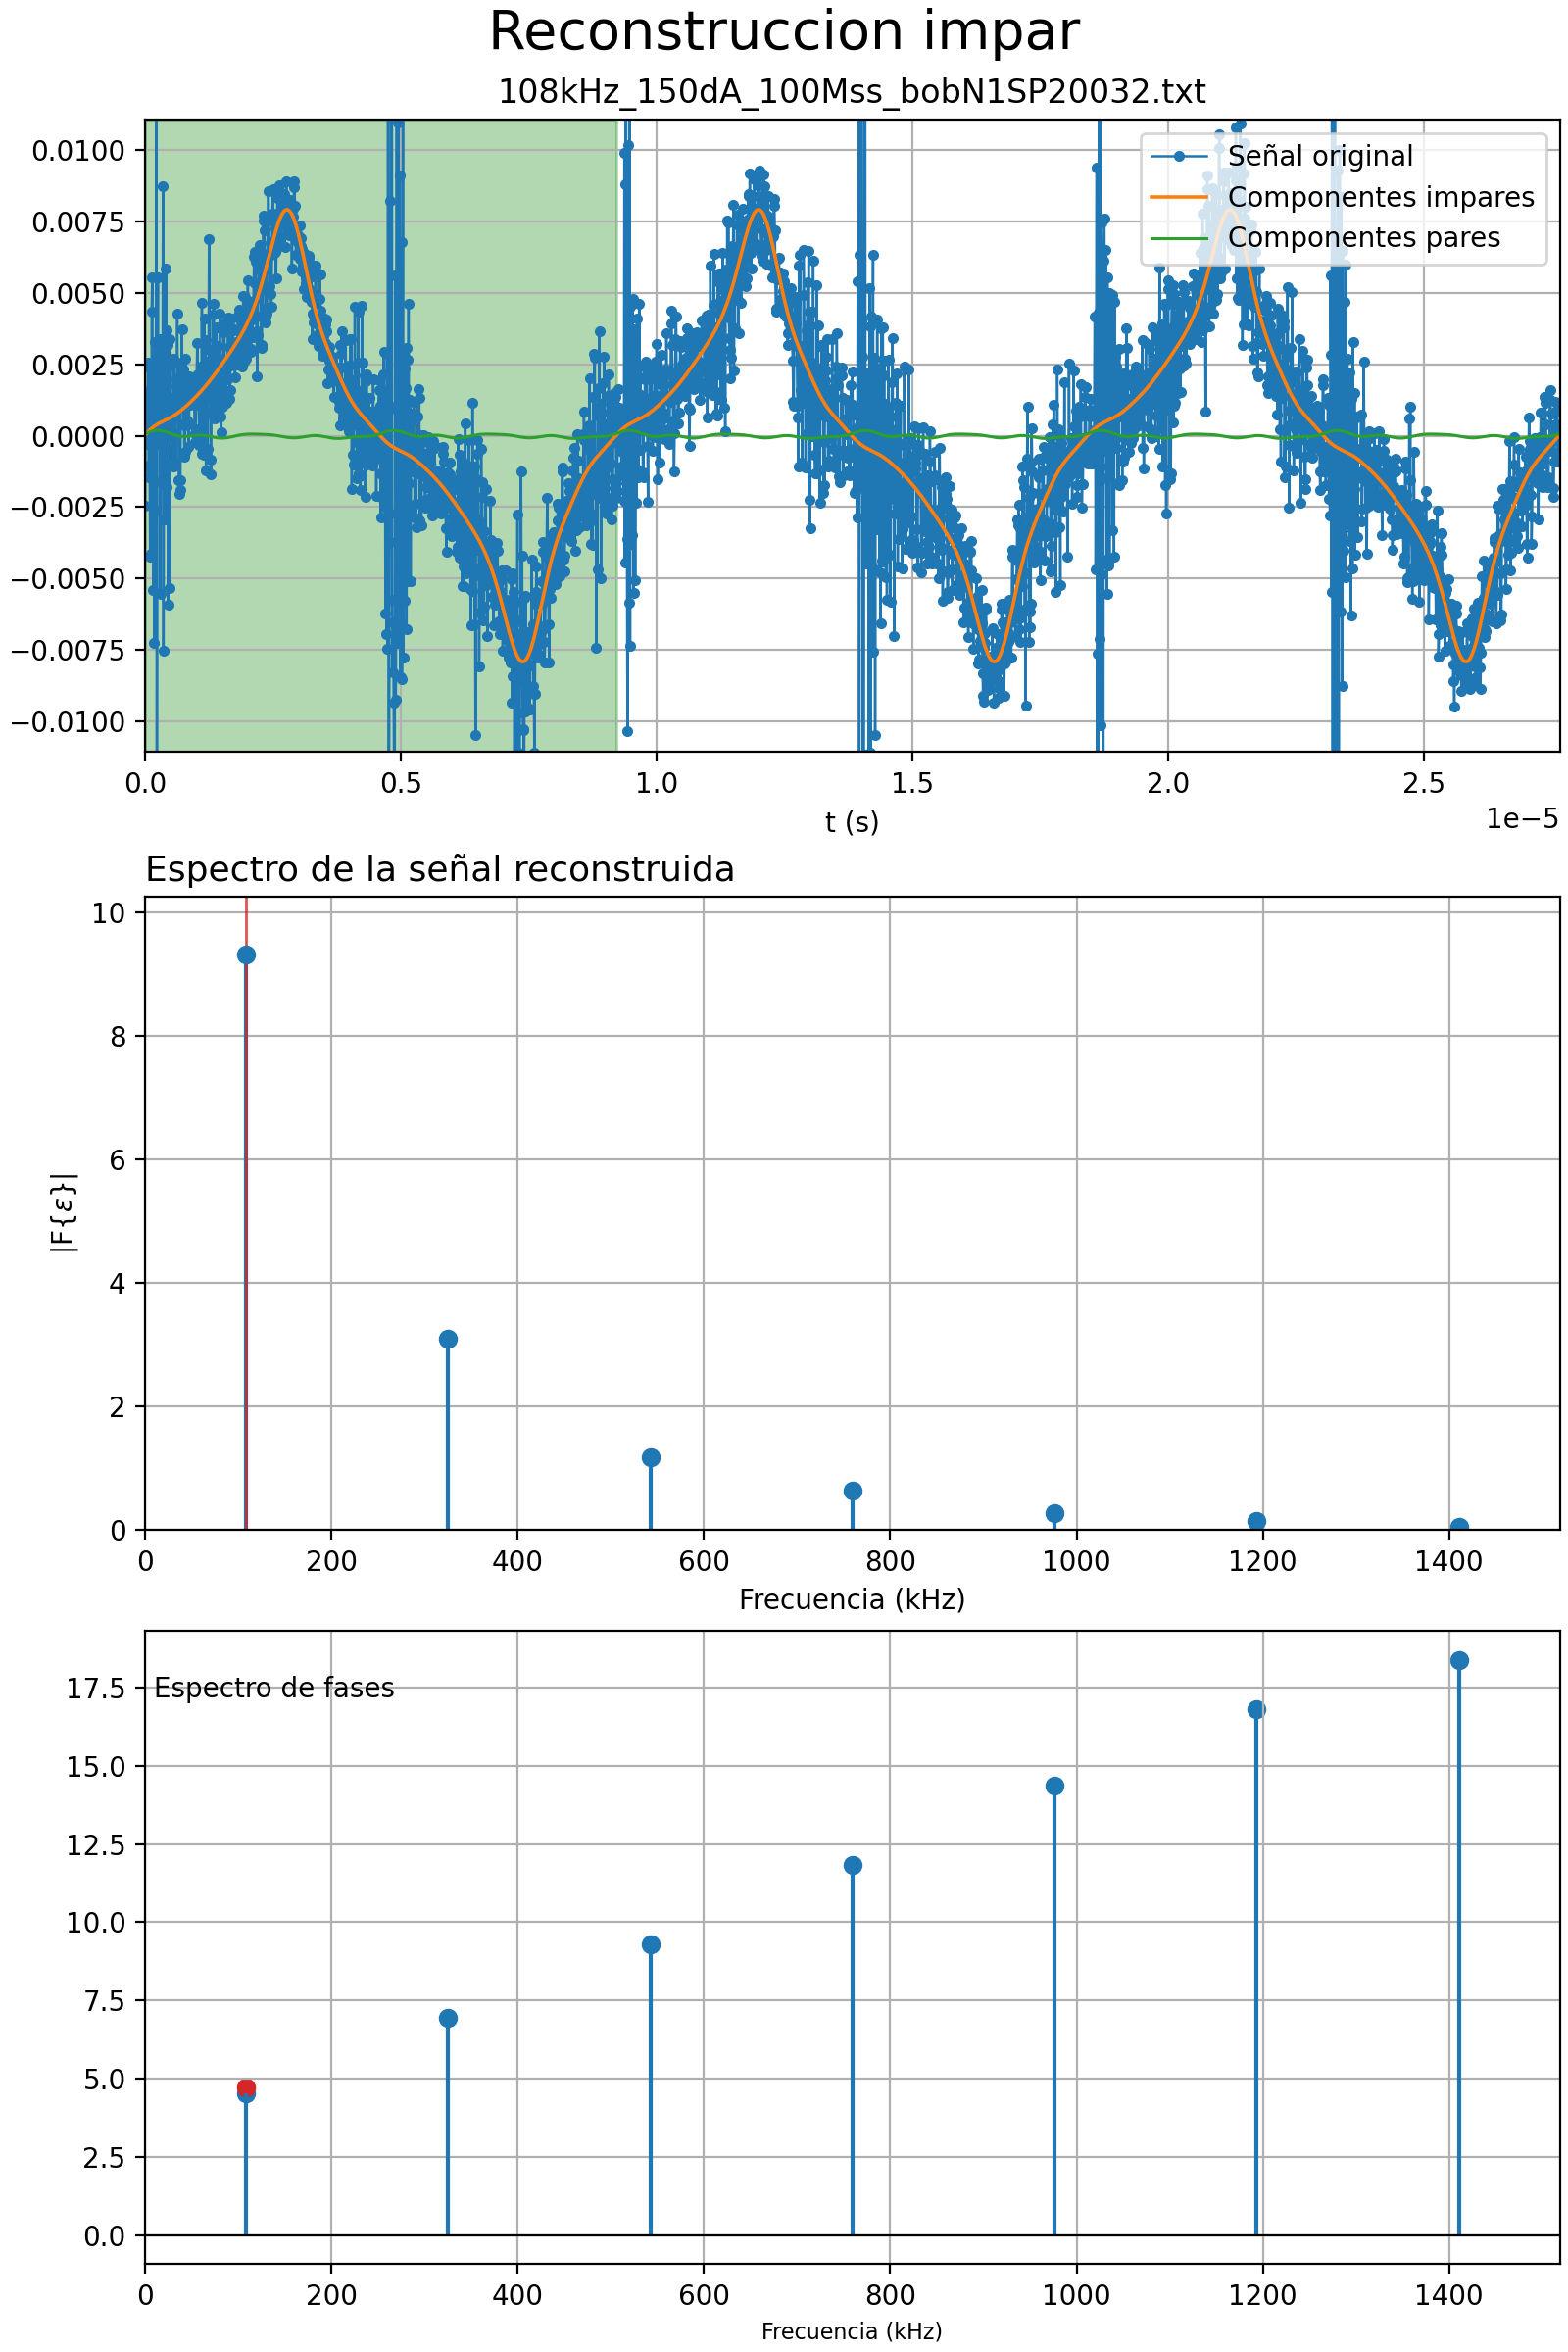 Reconstruccion impar
108kHz_150dA_100Mss_bobN1SP20032.txt
Señal original
Componentes impares
Componentes pares
0.0100
0.0075
0.0050
0.0025
0.0000
−0.0025
−0.0050
−0.0075
−0.0100
0.0 0.5 1.0 1.5 2.0 2.5
t (s)
1e−5
Espectro de la señal reconstruida
10
8
6
4
2
0
|F{ε}|
0 200 400 600 800 1000 1200 1400
Frecuencia (kHz)
Espectro de fases
17.5
15.0
12.5
10.0
7.5
5.0
2.5
0.0
0 200 400 600 800 1000 1200 1400
Frecuencia (kHz)